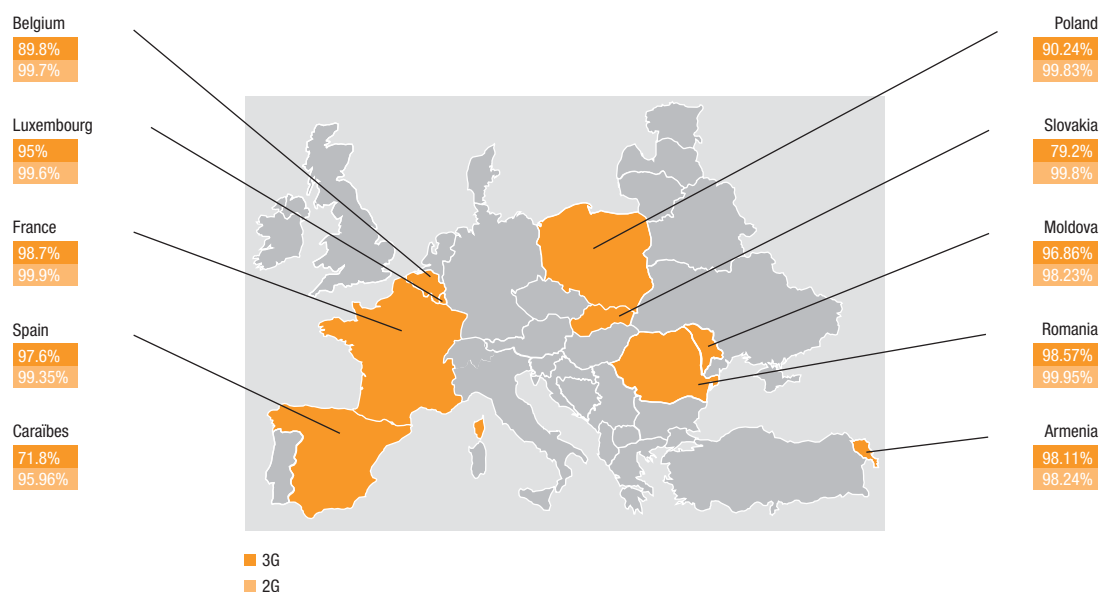 Belgium
89.8%
99.7%
Luxembourg
95%
99.6%
France
98.7%
99.9%
Spain
97.6%
99.35%
Caraïbes
71.8%
95.96%
Poland
90.24%
99.83%
Slovakia
79.2%
99.8%
Moldova
96.86%
98.23%
Romania
98.57%
99.95%
Armenia
98.11%
98.24%
3G
2G